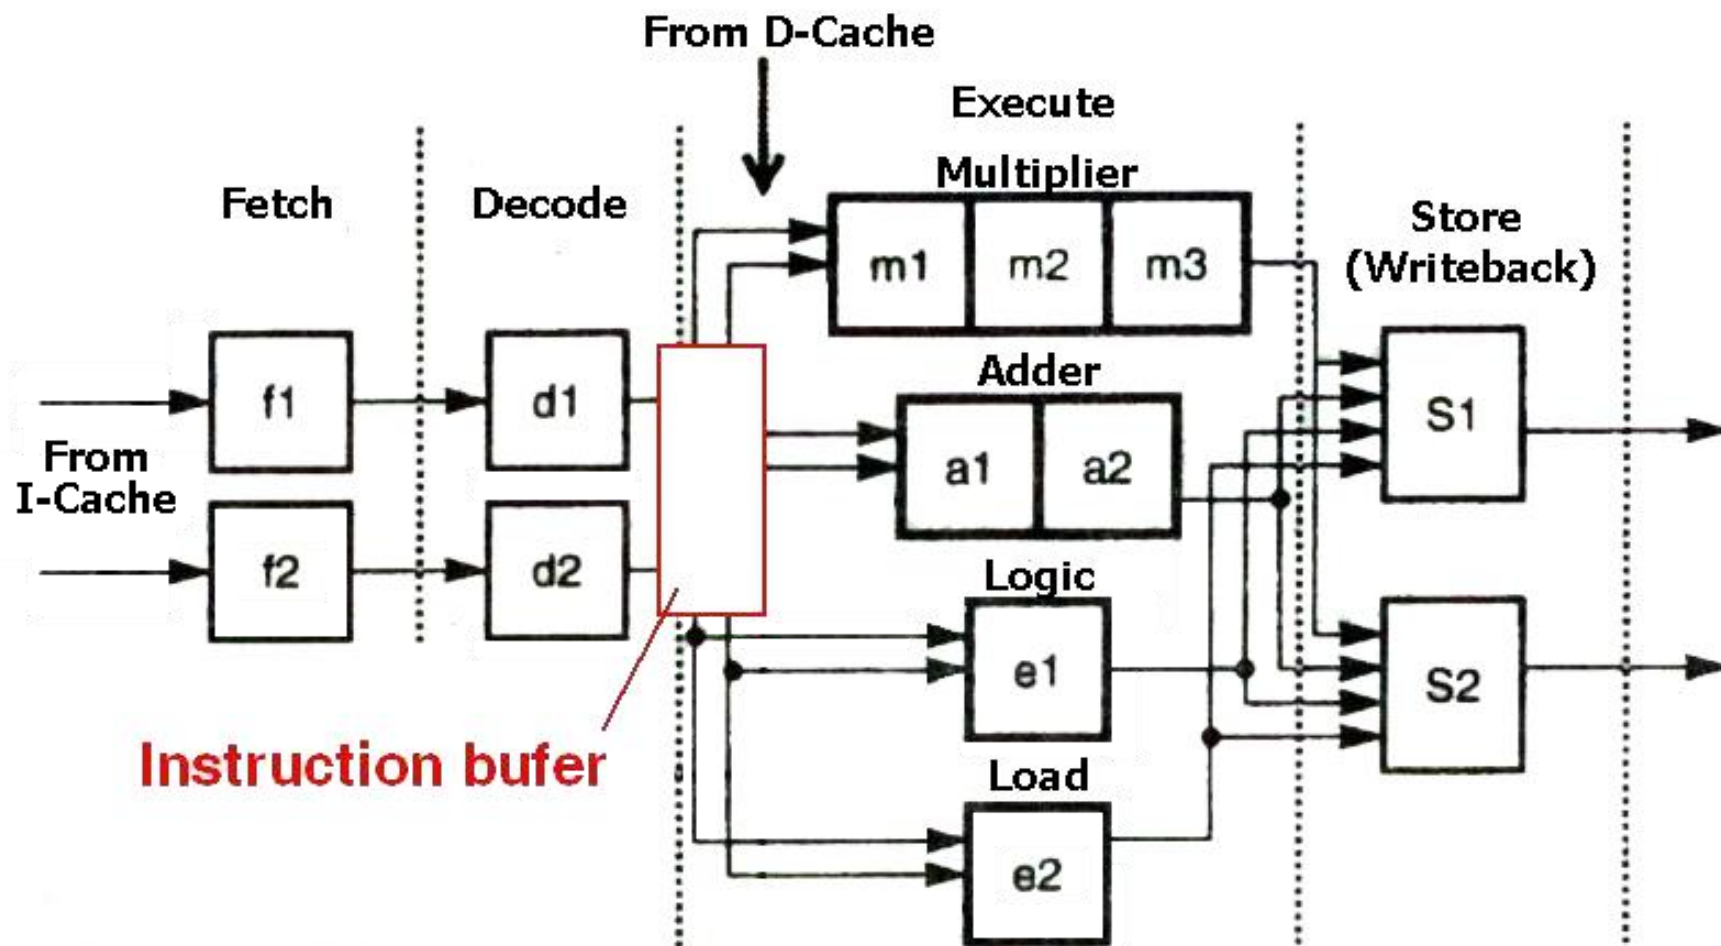 From D-Cache
Execute
Multiplier
Fetch
Decode
Store
(Writeback)
m1
m2
m3
Adder
f1
d1
S1
From
I-Cache
a1
a2
f2
d2
Logic
e1
S2
Instruction bufer
Load
e2